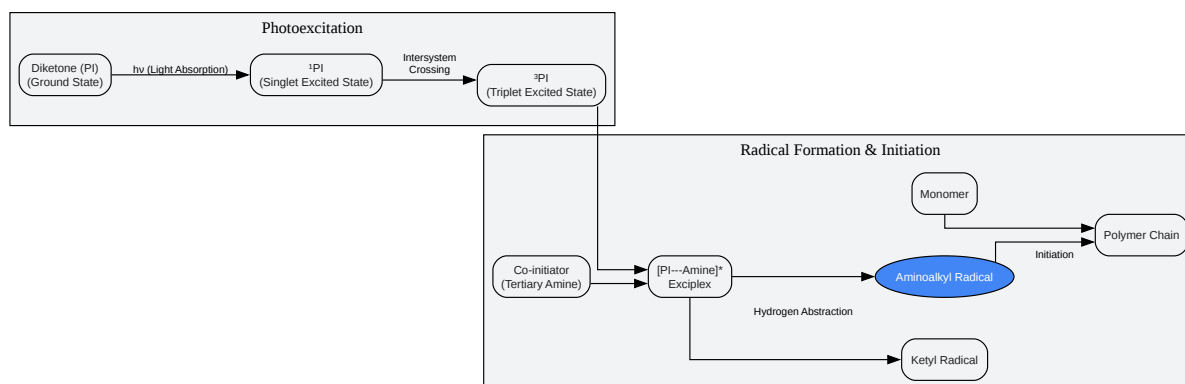 Photoexcitation
Diketone (PI)
(Ground State)
hν (Light Absorption)
¹PI
(Singlet Excited State)
Intersystem
Crossing
³PI
(Triplet Excited State)
Radical Formation & Initiation
Monomer
Polymer Chain
Initiation
Co-initiator
(Tertiary Amine)
[PI---Amine]*
Exciplex
Aminoalkyl Radical
Hydrogen Abstraction
Ketyl Radical